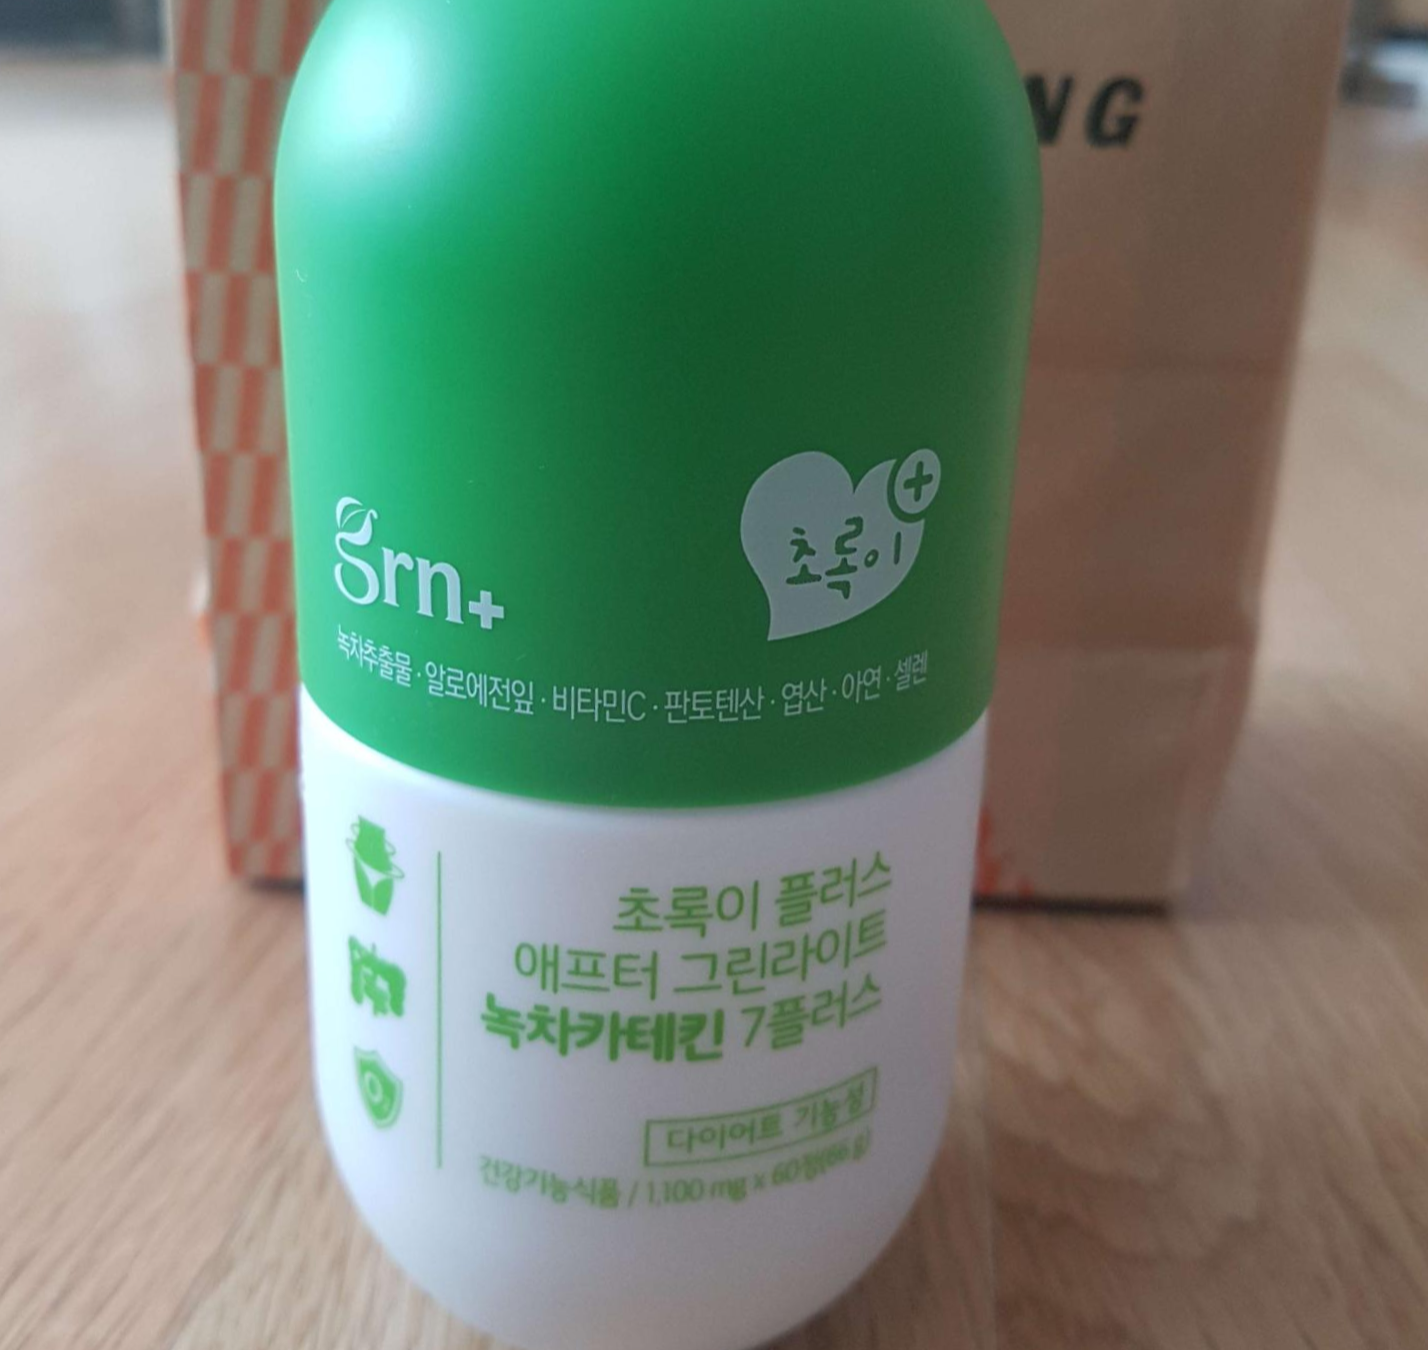 NG
초록이
grn+
녹차추출물·알로에전잎·비타민C·판토텐산·엽산·아연·셀렌
초록이 플러스
애프터 그린라이트
녹차카테킨 7플러스
다이어트 기능성
건강기능식품 / 1,100 mg x 60정(66 g)